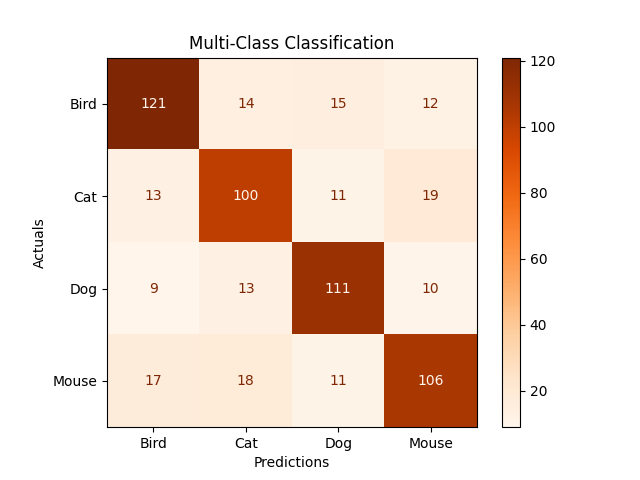 Multi-Class Classification
Actuals
Bird 121 14 15 12
Cat 13 100 11 19
Dog 9 13 111 10
Mouse 17 18 11 106
Bird Cat Dog Mouse
Predictions
120
100
80
60
40
20